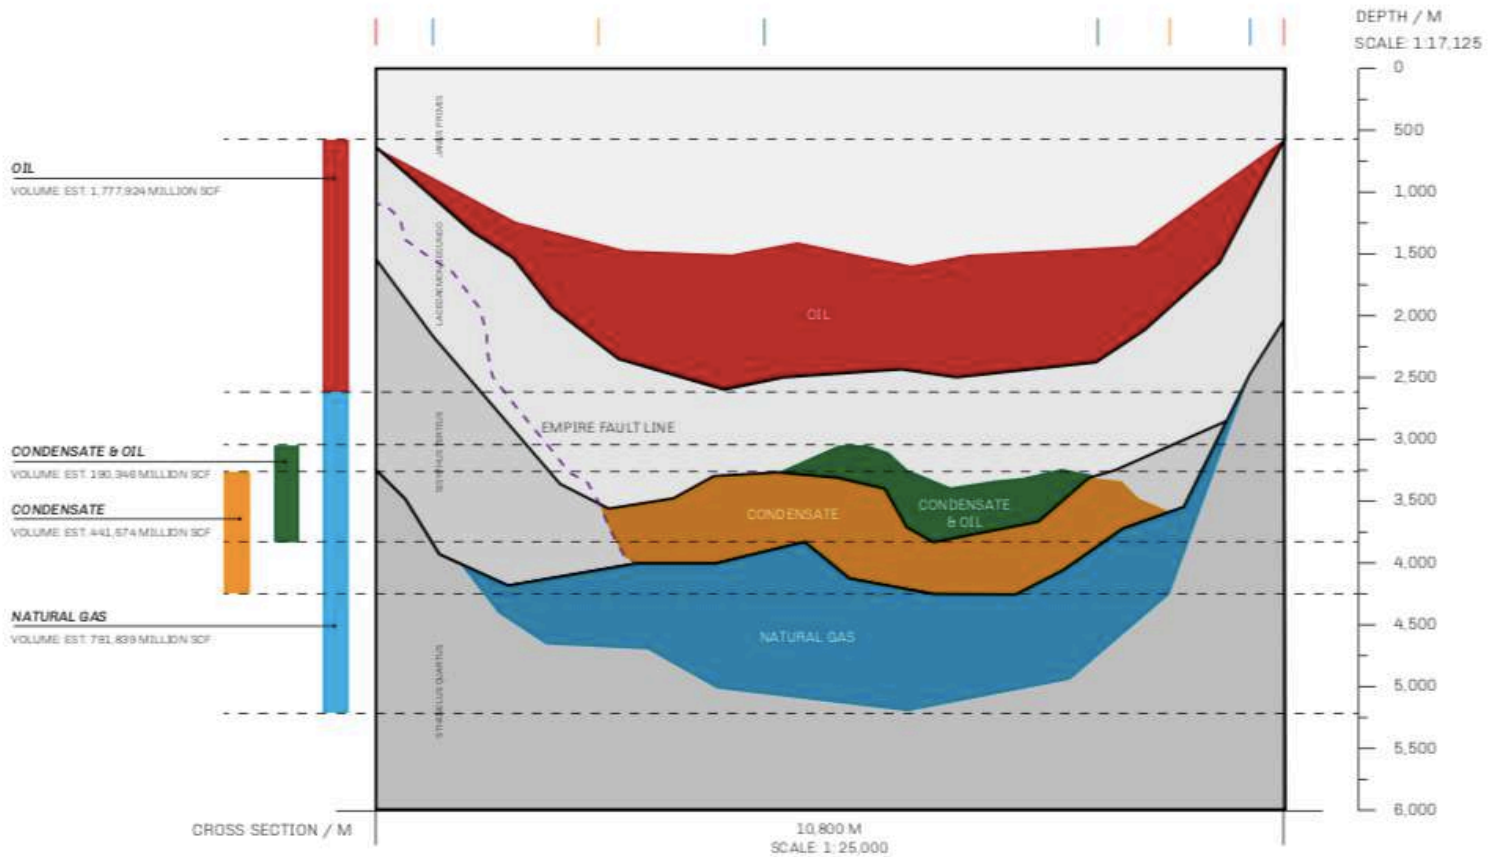 DEPTH / M
SCALE: 1:17,125
0
500
1,000
1,500
2,000
2,500
3,000
3,500
4,000
4,500
5,000
5,500
6,000
OIL
VOLUME: EST. 1,777,924 MILLION SCF
CONDENSATE & OIL
VOLUME: EST. 190,346 MILLION SCF
CONDENSATE
VOLUME: EST. 441,674 MILLION SCF
NATURAL GAS
VOLUME: EST. 791,839 MILLION SCF
OIL
EMPIRE FAULT LINE
CONDENSATE
CONDENSATE
& OIL
NATURAL GAS
CROSS SECTION / M
10,800 M
SCALE: 1: 25,000